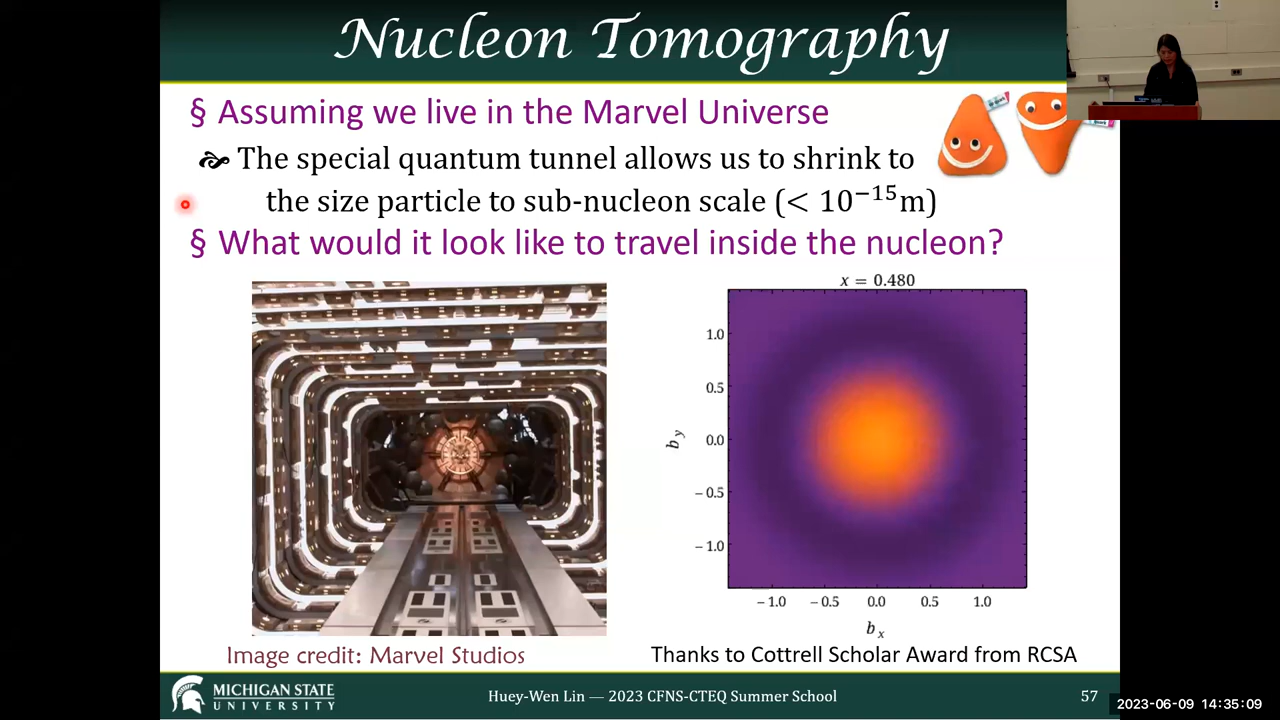 Nucleon Tomography
§ Assuming we live in the Marvel Universe
The special quantum tunnel allows us to shrink to
the size particle to sub-nucleon scale (< 10⁻¹⁵m)
§ What would it look like to travel inside the nucleon?
x = 0.480
1.0
0.5
0.0
− 0.5
− 1.0
b y
− 1.0 − 0.5 0.0 0.5 1.0
b x
Image credit: Marvel Studios
Thanks to Cottrell Scholar Award from RCSA
MICHIGAN STATE
UNIVERSITY
Huey-Wen Lin — 2023 CFNS-CTEQ Summer School
57
2023-06-09 14:35:09